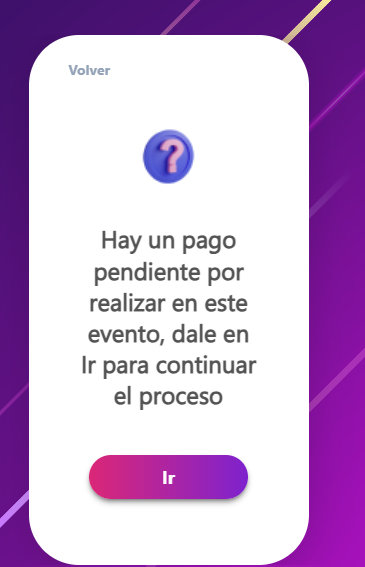 Volver
?
Hay un pago
pendiente por
realizar en este
evento, dale en
Ir para continuar
el proceso
Ir